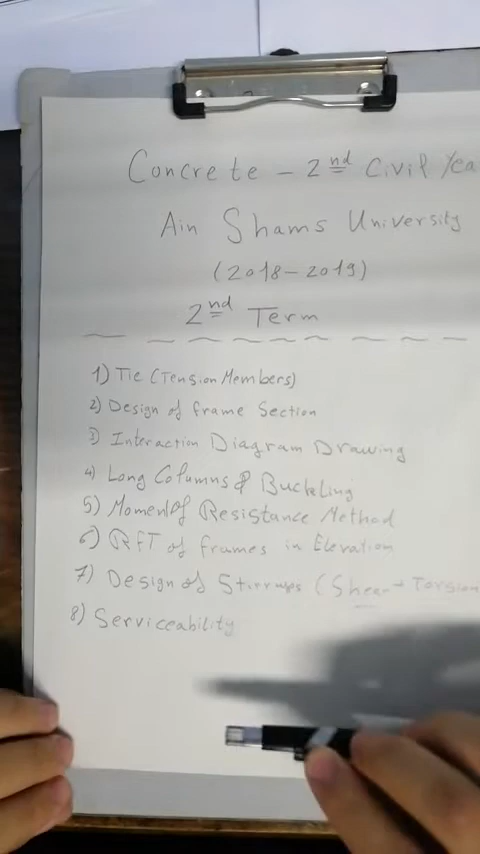 Concrete - 2nd Civil Yea
Ain Shams University
(2018-2019)
2nd Term
1) Tie (Tension Members)
2) Design of Frame Section
3) Interaction Diagram Drawing
4) Long Columns & Buckling
5) Moment of Resistance Method
6) RFT of frames in Elevation
7) Design of Stirrups (Shear + Torsion
8) Serviceability